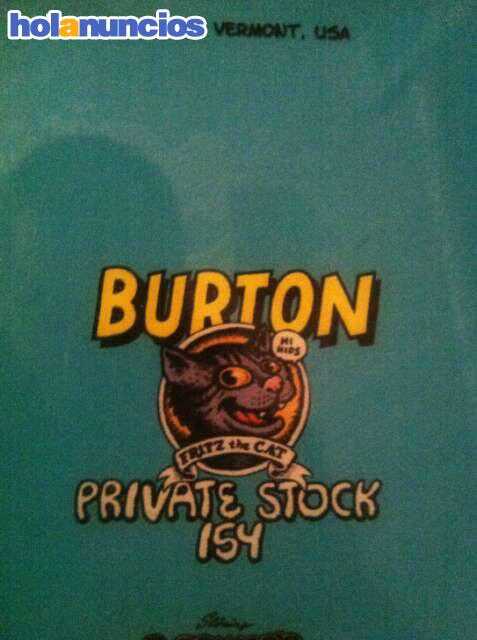 holanuncios
VERMONT, USA
BURTON
HI
KIDS
FRITZ the CAT
PRIVATE STOCK
154